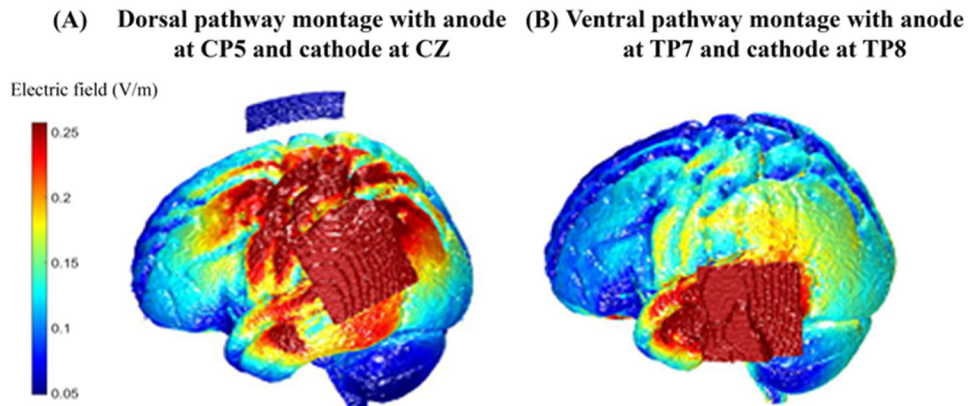 (A) Dorsal pathway montage with anode
at CP5 and cathode at CZ
(B) Ventral pathway montage with anode
at TP7 and cathode at TP8
Electric field (V/m)
0.25
0.2
0.15
0.1
0.05